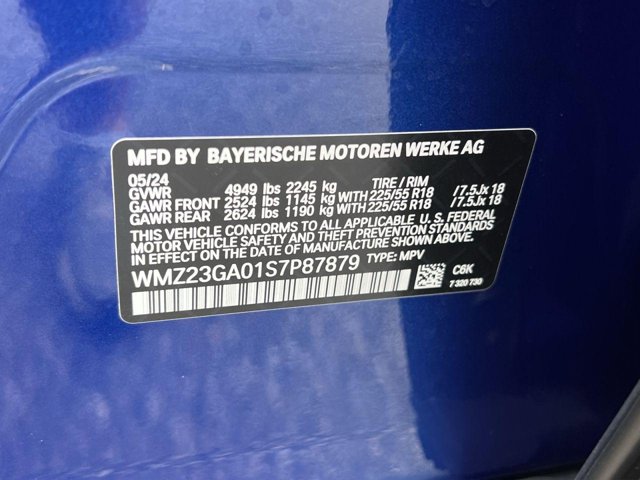 MFD BY BAYERISCHE MOTOREN WERKE AG
05/24 TIRE / RIM
GVWR 4949 lbs 2245 kg
GAWR FRONT 2524 lbs 1145 kg WITH 225/55 R18 /7.5Jx 18
GAWR REAR 2624 lbs 1190 kg WITH 225/55 R18 /7.5Jx 18
THIS VEHICLE CONFORMS TO ALL APPLICABLE U.S. FEDERAL
MOTOR VEHICLE SAFETY, BUMPER, AND THEFT PREVENTION STANDARDS
IN EFFECT ON THE DATE OF MANUFACTURE SHOWN ABOVE.
WMZ23GA01S7P87879 TYPE: MPV
C6K
7 320 730